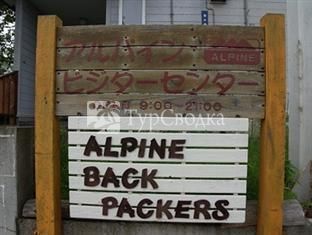 アルパイン
ALPINE
ビジターセンター
9:00-21:00
ТурСводка
ALPINE
BACK
PACKERS